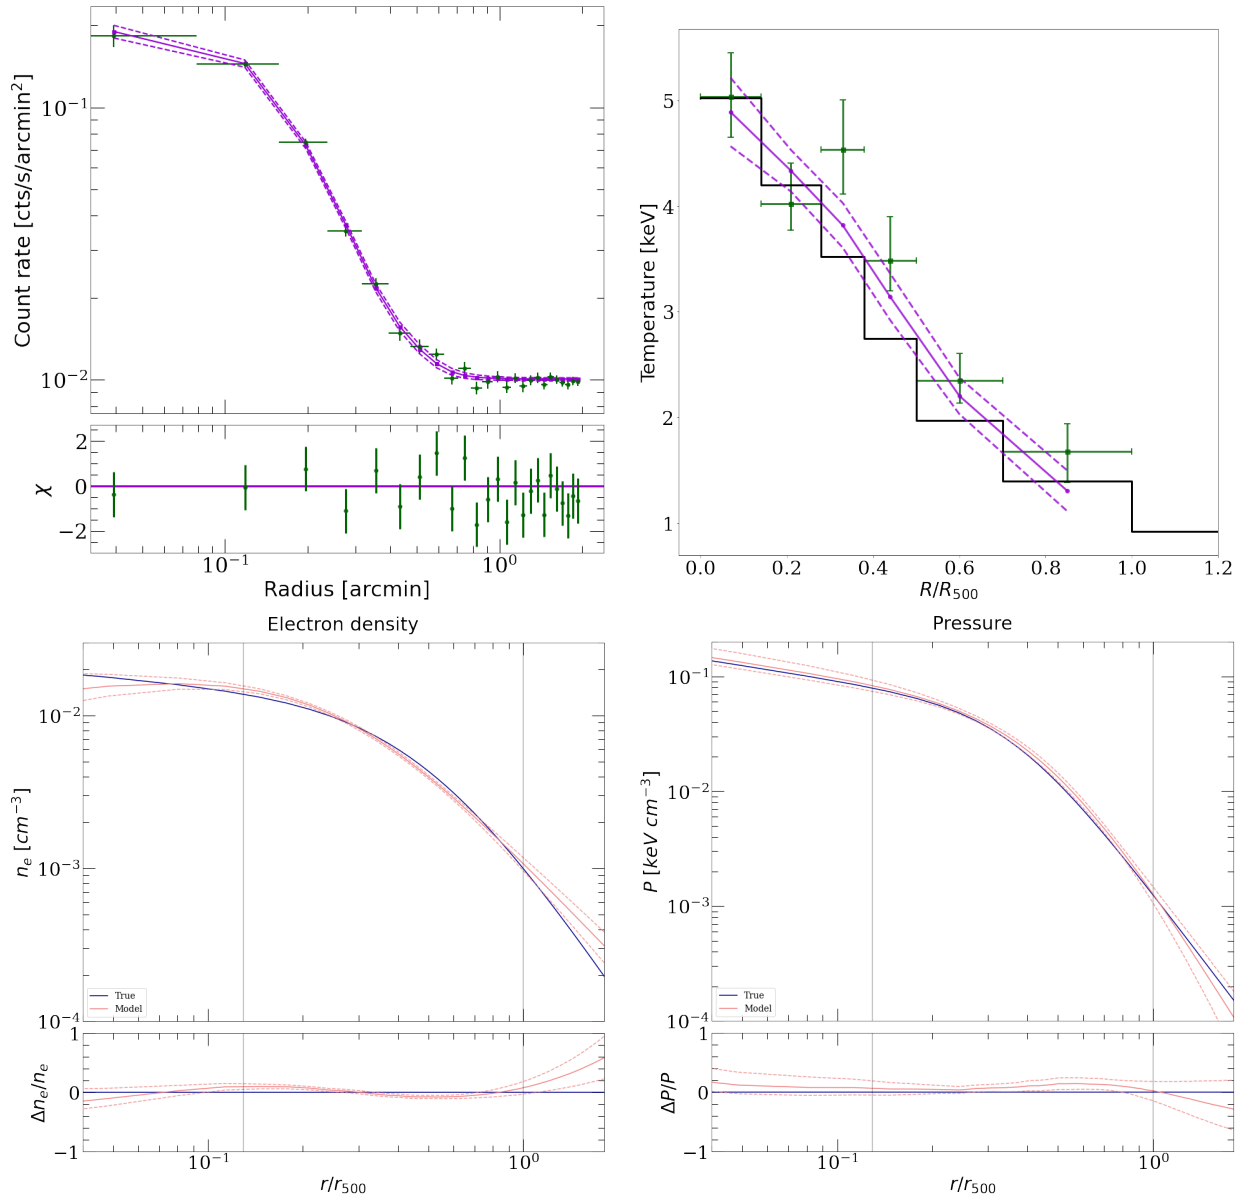 Count rate [cts/s/arcmin²]
10⁻¹
10⁻²
χ
2
0
−2
10⁻¹
10⁰
Radius [arcmin]
Temperature [keV]
5
4
3
2
1
0.0 0.2 0.4 0.6 0.8 1.0 1.2
R/R₅₀₀
Electron density
nₑ [cm⁻³]
10⁻²
10⁻³
10⁻⁴
True
Model
Δnₑ/nₑ
1
0
−1
10⁻¹
10⁰
r/r₅₀₀
Pressure
P [keV cm⁻³]
10⁻¹
10⁻²
10⁻³
10⁻⁴
True
Model
ΔP/P
1
0
−1
10⁻¹
10⁰
r/r₅₀₀